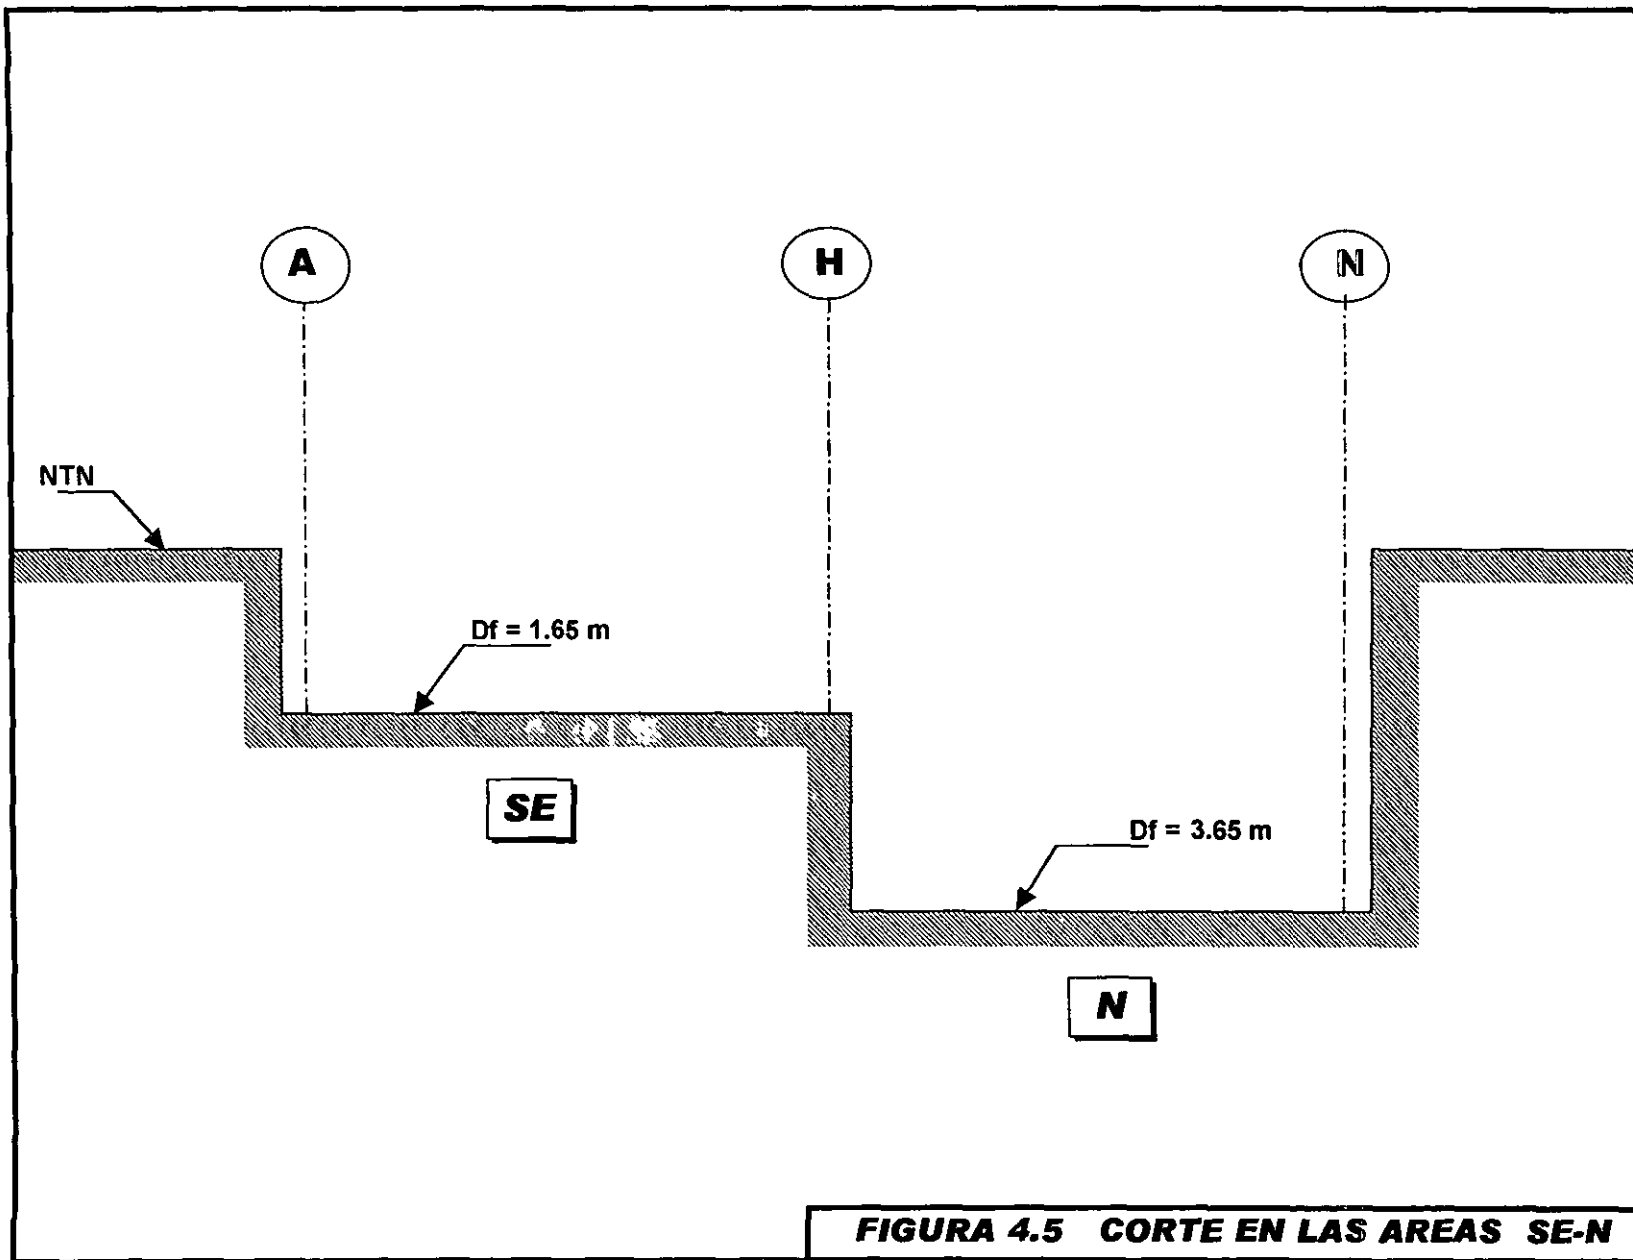 A
H
N
NTN
Df = 1.65 m
SE
Df = 3.65 m
N
FIGURA 4.5 CORTE EN LAS AREAS SE-N